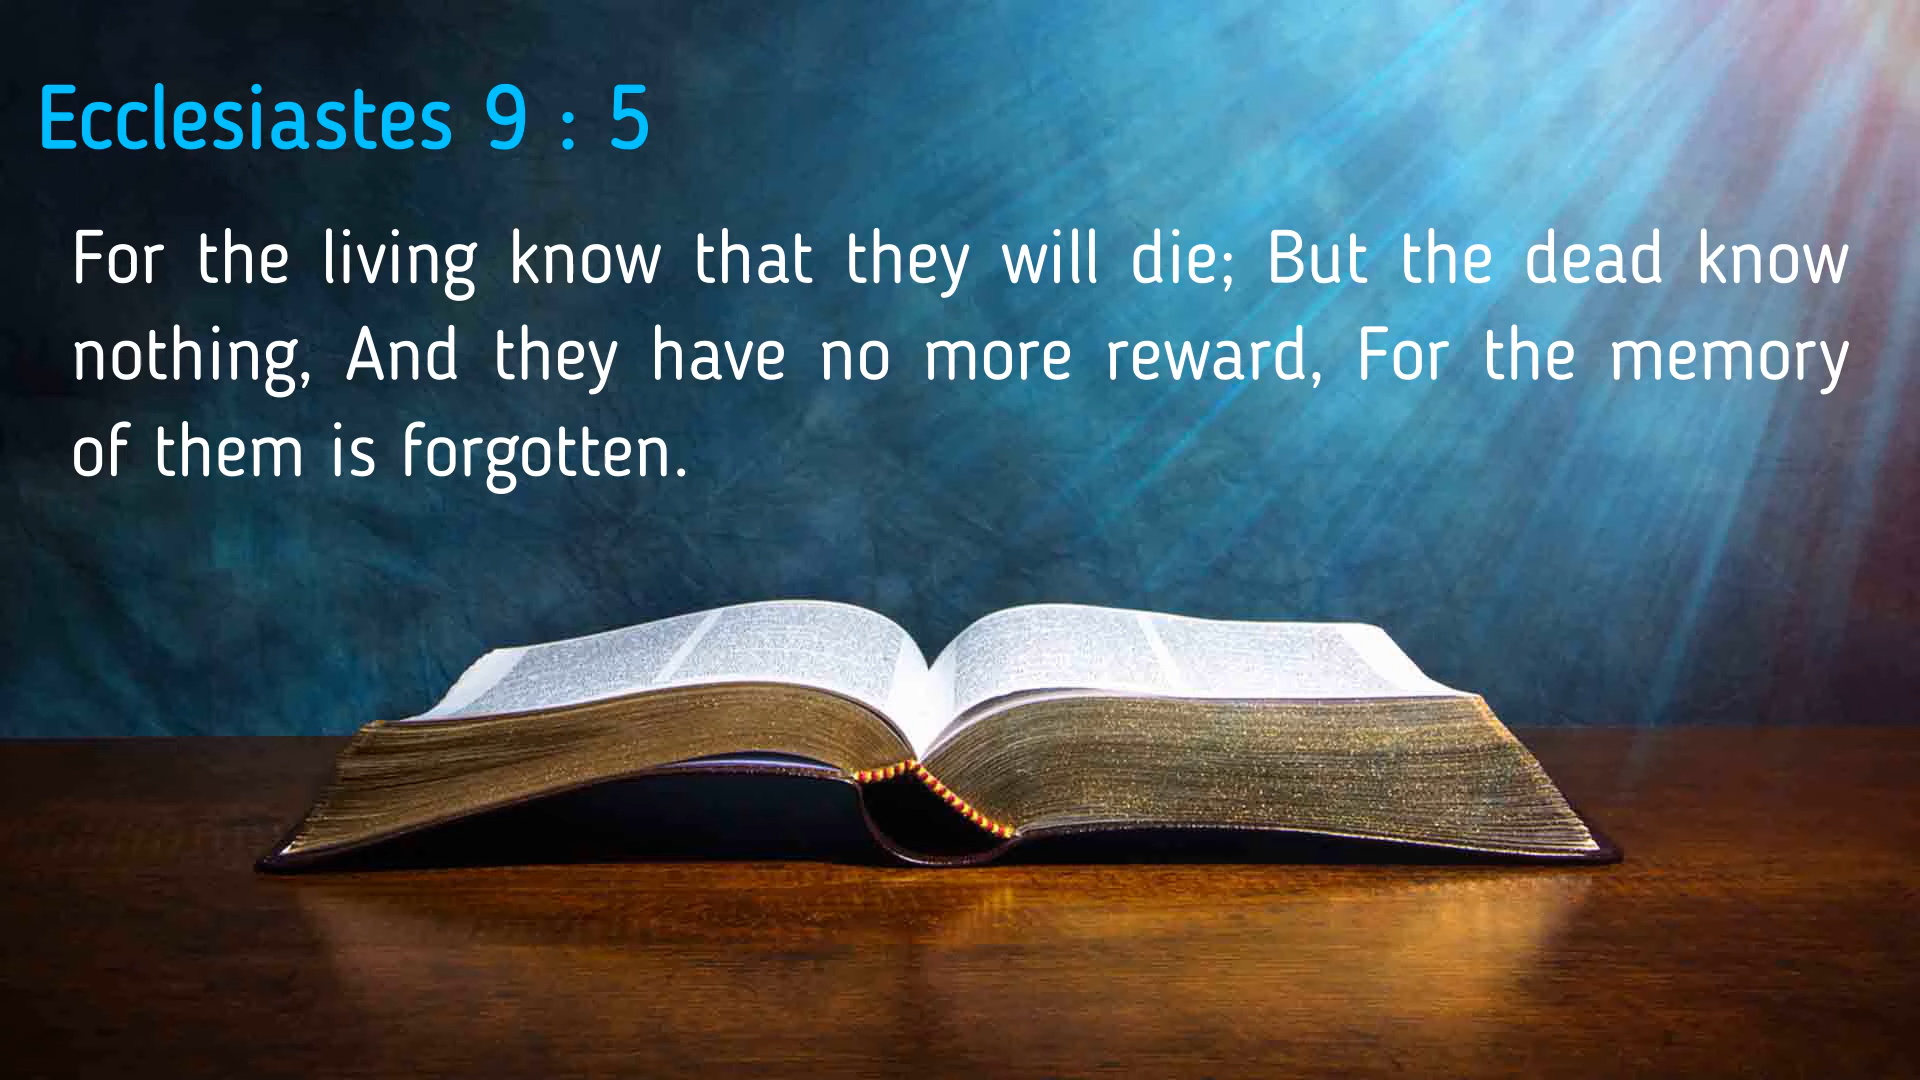 Ecclesiastes 9 : 5
For the living know that they will die; But the dead know
nothing, And they have no more reward, For the memory
of them is forgotten.